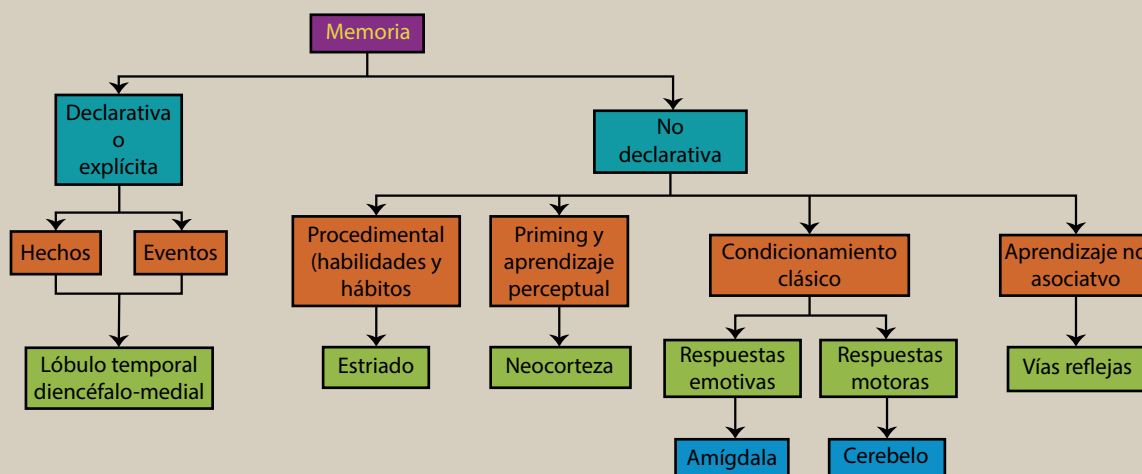 Memoria
Declarativa
o
explícita
No
declarativa
Hechos
Eventos
Procedimental
(habilidades y
hábitos
Priming y
aprendizaje
perceptual
Condicionamiento
clásico
Aprendizaje no
asociatvo
Lóbulo temporal
diencéfalo-medial
Estriado
Neocorteza
Respuestas
emotivas
Respuestas
motoras
Vías reflejas
Amígdala
Cerebelo